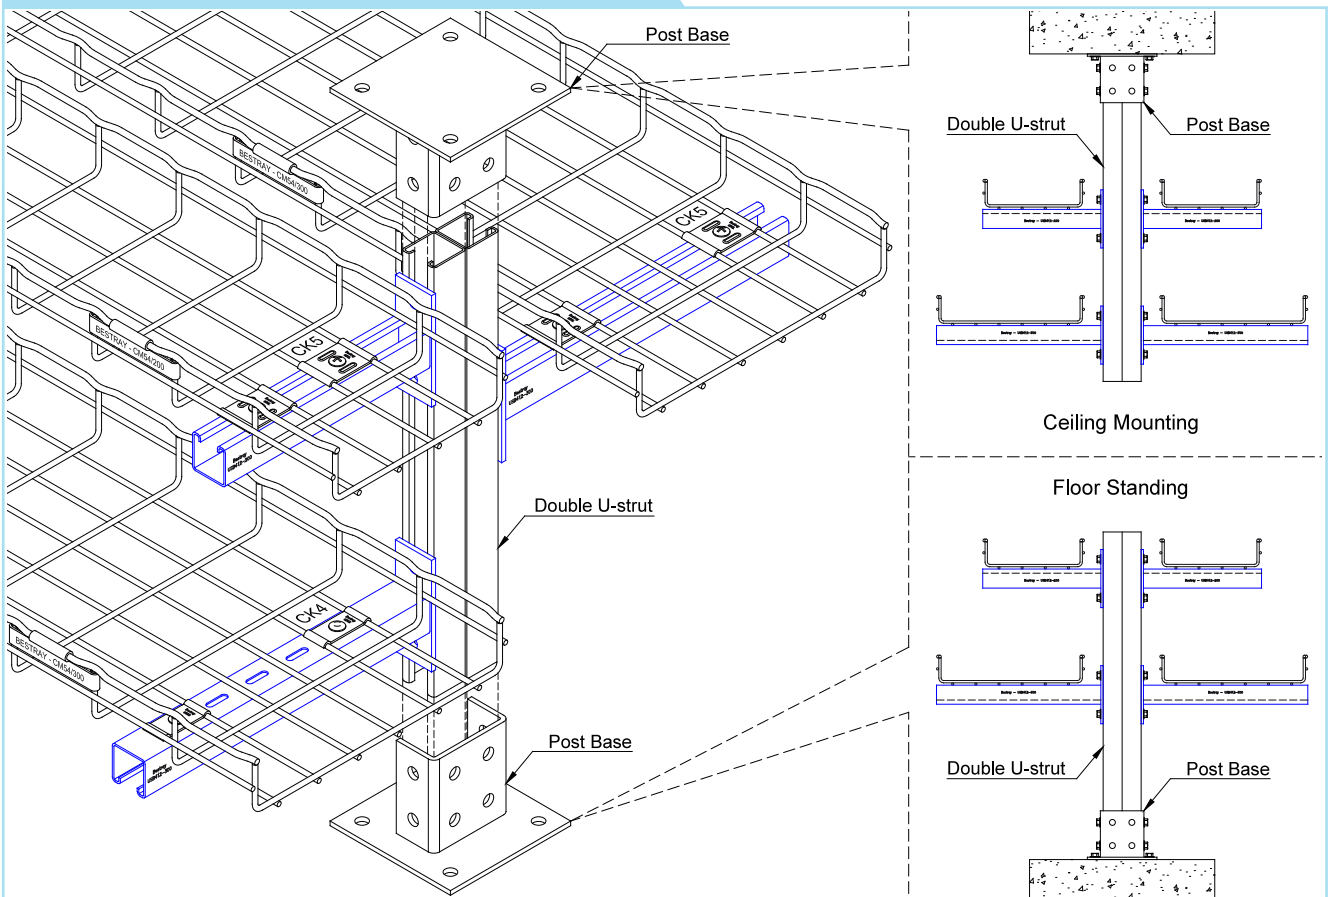 Post Base
BESTRAY - CM54/300
CK5
BESTRAY - CM54/200
CK5
Double U-strut
CK4
BESTRAY - CM54/300
Post Base
Double U-strut
Post Base
Ceiling Mounting
Floor Standing
Double U-strut
Post Base